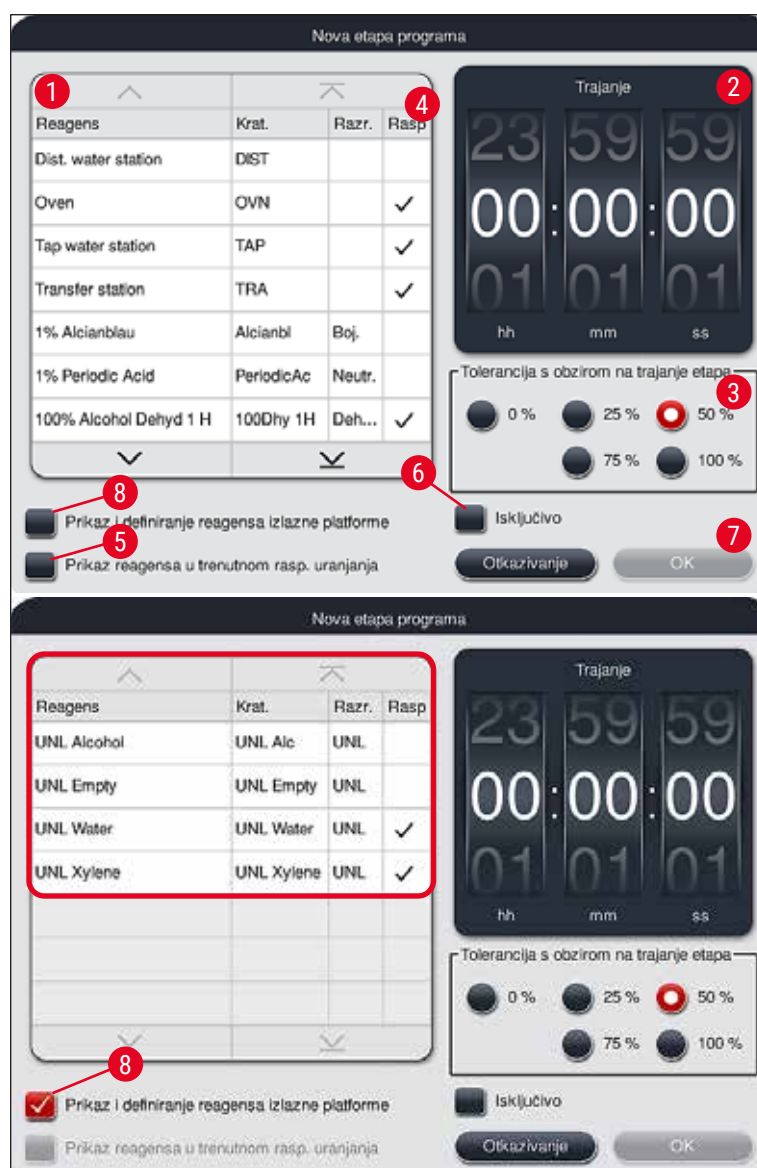 Nova etapa programa
1
Reagens Krat. Razr. Rasp
4
Dist. water station DIST
Oven OVN ✓
Tap water station TAP ✓
Transfer station TRA ✓
1% Alcianblau Alcianbl Boj.
1% Periodic Acid PeriodicAc Neutr.
100% Alcohol Dehyd 1 H 100Dhy 1H Deh... ✓
Trajanje
2
23 59 59
00:00:00
01 01 01
hh mm ss
Tolerancija s obzirom na trajanje etapa
3
0 % 25 % 50 %
75 % 100 %
8
Prikaz i definiranje reagensa izlazne platforme
5
Prikaz reagensa u trenutnom rasp. uranjanja
6
Isključivo
7
Otkazivanje OK
Nova etapa programa
Reagens Krat. Razr. Rasp
UNL Alcohol UNL Alc UNL
UNL Empty UNL Empty UNL
UNL Water UNL Water UNL ✓
UNL Xylene UNL Xylene UNL ✓
Trajanje
23 59 59
00:00:00
01 01 01
hh mm ss
Tolerancija s obzirom na trajanje etapa
0 % 25 % 50 %
75 % 100 %
8
Prikaz i definiranje reagensa izlazne platforme
Prikaz reagensa u trenutnom rasp. uranjanja
Isključivo
Otkazivanje OK